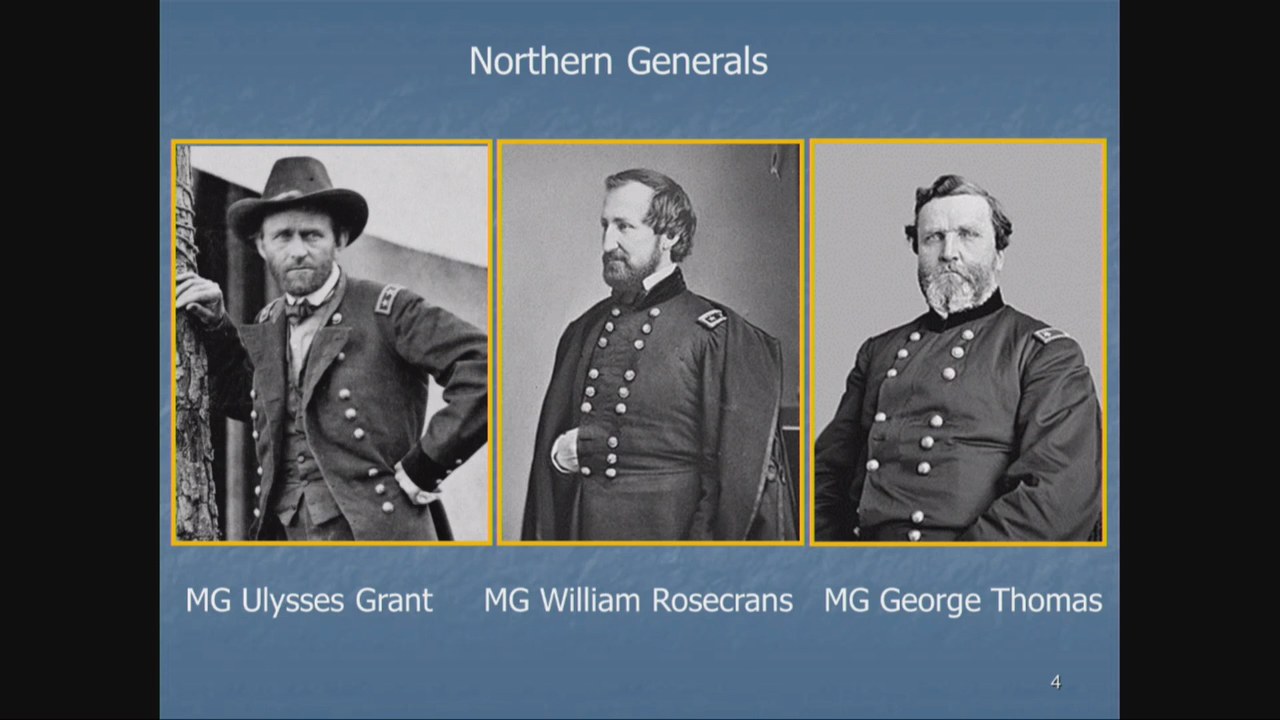 Northern Generals
MG Ulysses Grant
MG William Rosecrans
MG George Thomas
4